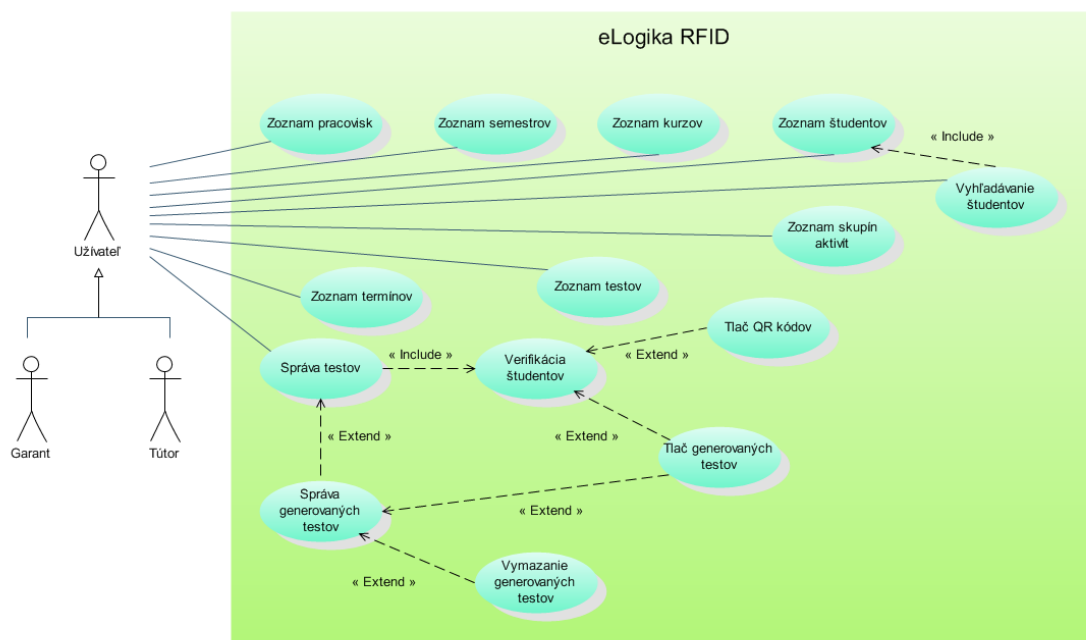 eLogika RFID
Zoznam pracovisk
Zoznam semestrov
Zoznam kurzov
Zoznam študentov
« Include »
Vyhľadávanie
študentov
Užívateľ
Zoznam skupín
aktivít
Zoznam termínov
Zoznam testov
Tlač QR kódov
Správa testov
« Include »
Verifikácia
študentov
« Extend »
Garant
Tútor
« Extend »
« Extend »
Tlač generovaných
testov
Správa
generovaných
testov
« Extend »
« Extend »
Vymazanie
generovaných
testov